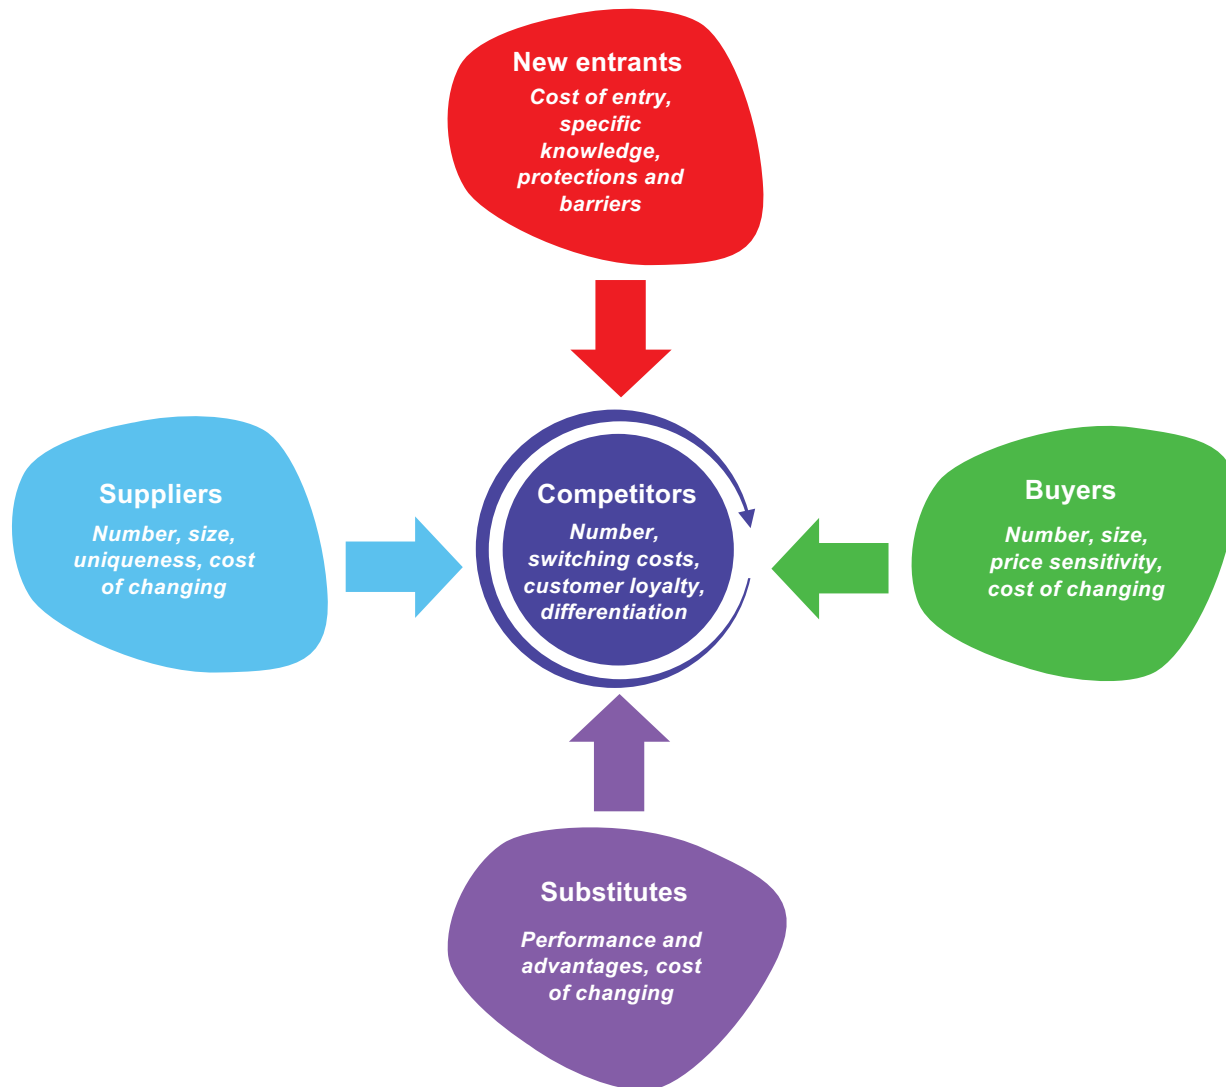 New entrants
Cost of entry,
specific
knowledge,
protections and
barriers
Suppliers
Number, size,
uniqueness, cost
of changing
Competitors
Number,
switching costs,
customer loyalty,
differentiation
Buyers
Number, size,
price sensitivity,
cost of changing
Substitutes
Performance and
advantages, cost
of changing